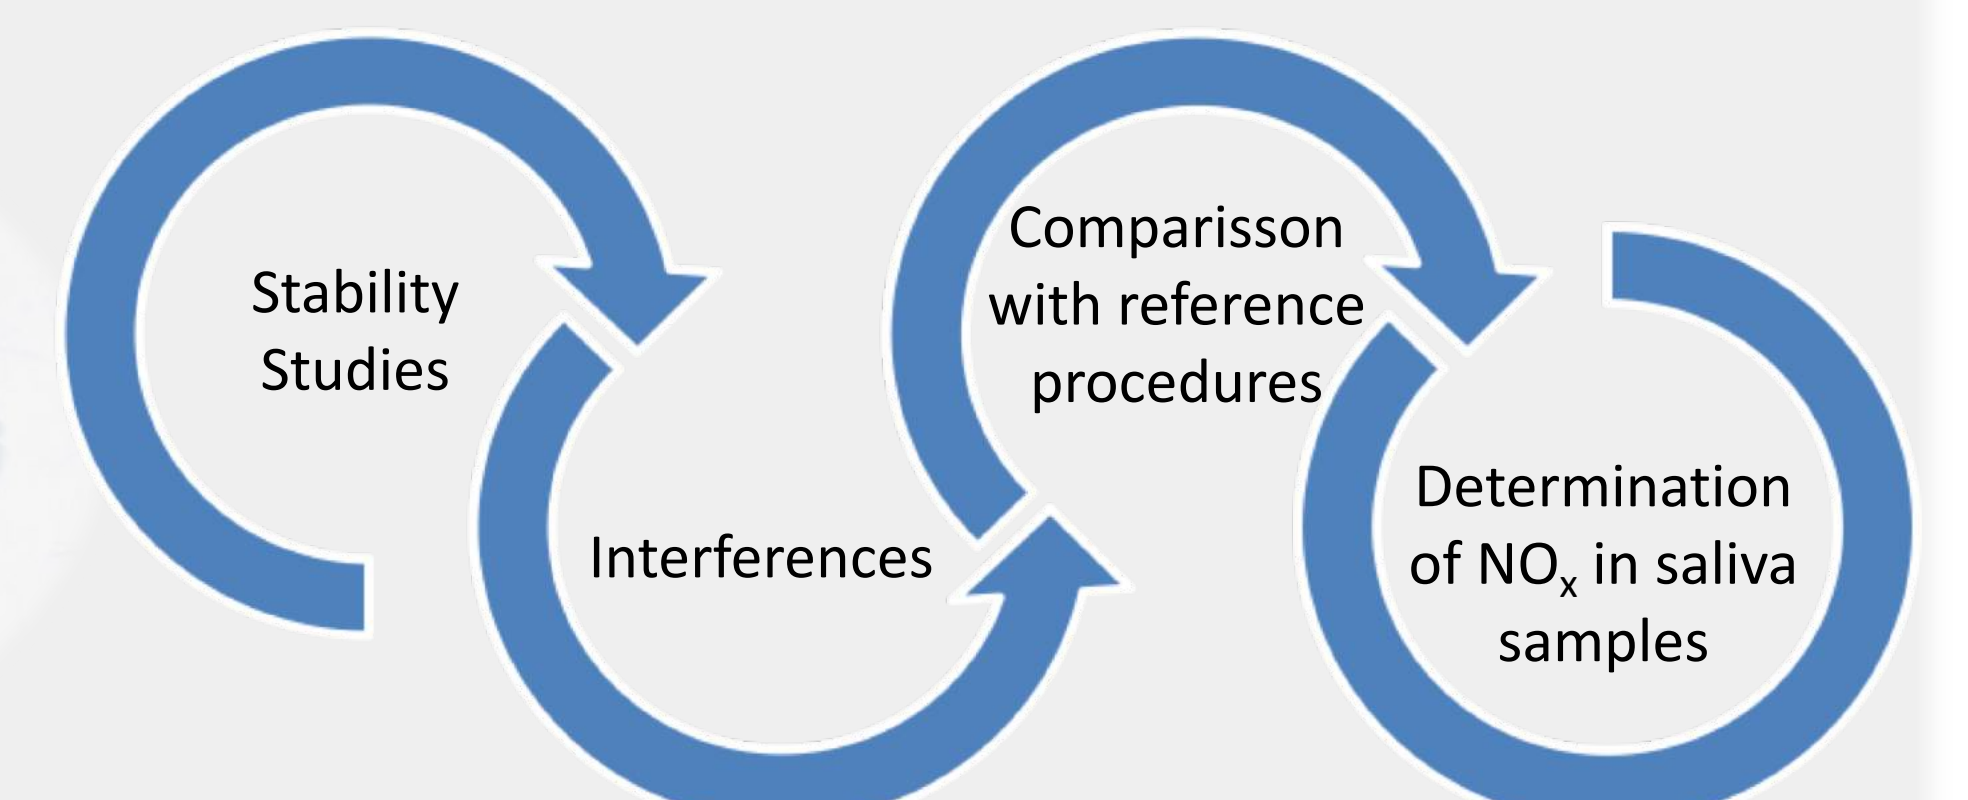 Stability
Studies
Interferences
Comparisson
with reference
procedures
Determination
of NOₓ in saliva
samples